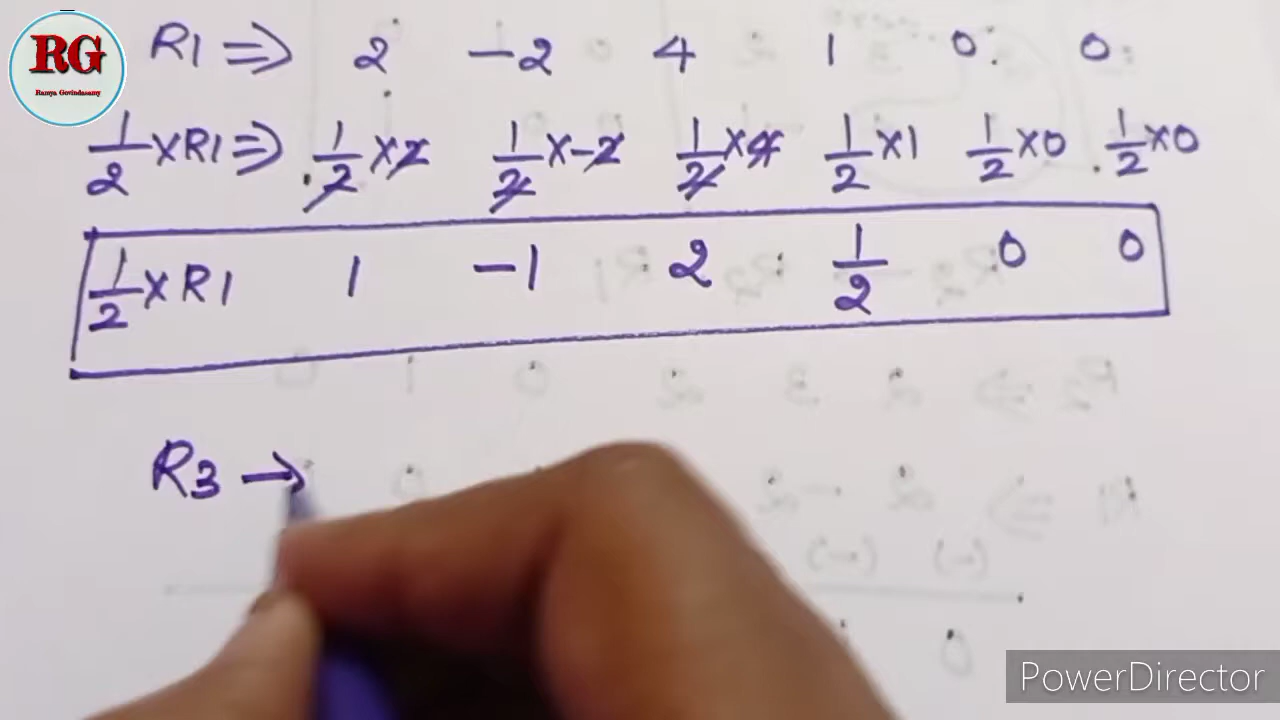 RG
Ramya Govindasamy
R1 ⇒ 2 -2 4 1 0 0
1/2 × R1 ⇒ 1/2 × 2 1/2 × -2 1/2 × 4 1/2 × 1 1/2 × 0 1/2 × 0
1/2 × R1 1 -1 2 1/2 0 0
R3 →
PowerDirector